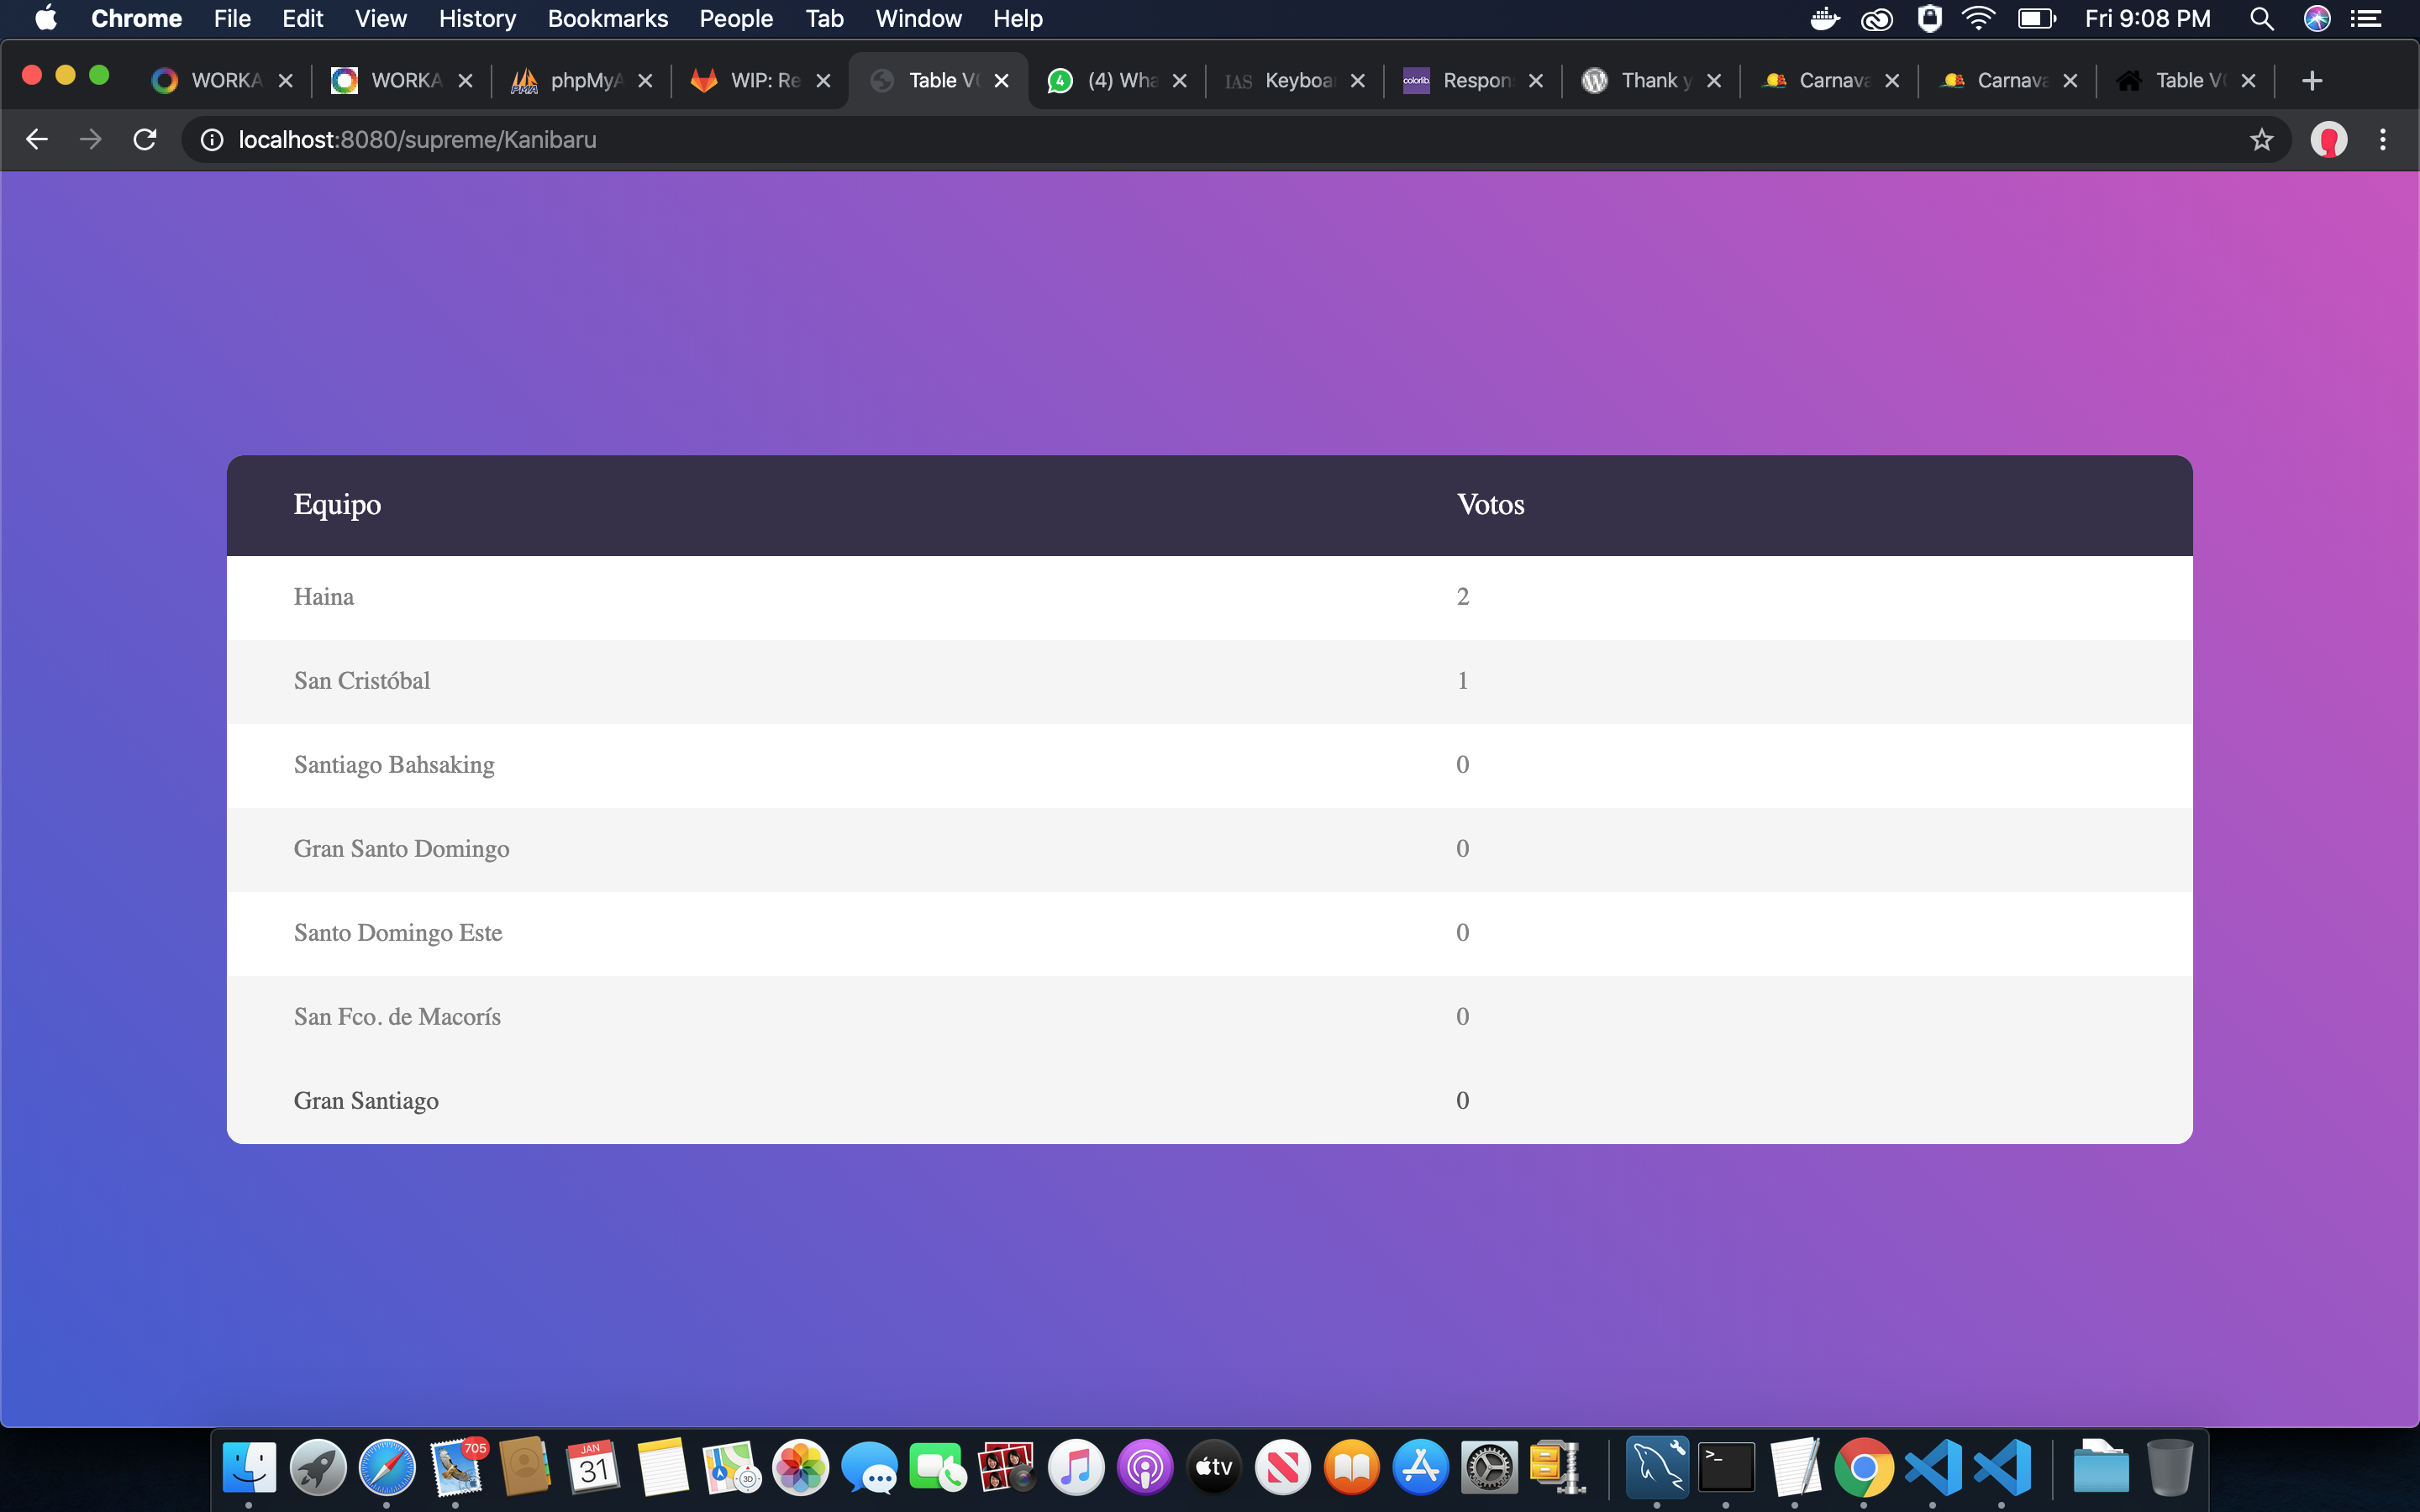 Chrome File Edit View History Bookmarks People Tab Window Help Fri 9:08 PM
WORKA WORKA phpMyA WIP: Re Table V (4) Wha IAS Keyboa colorlib Respon Thank y Carnava Carnava Table V
localhost:8080/supreme/Kanibaru
Equipo Votos
Haina 2
San Cristóbal 1
Santiago Bahsaking 0
Gran Santo Domingo 0
Santo Domingo Este 0
San Fco. de Macorís 0
Gran Santiago 0
705 JAN 31 3D tv >_